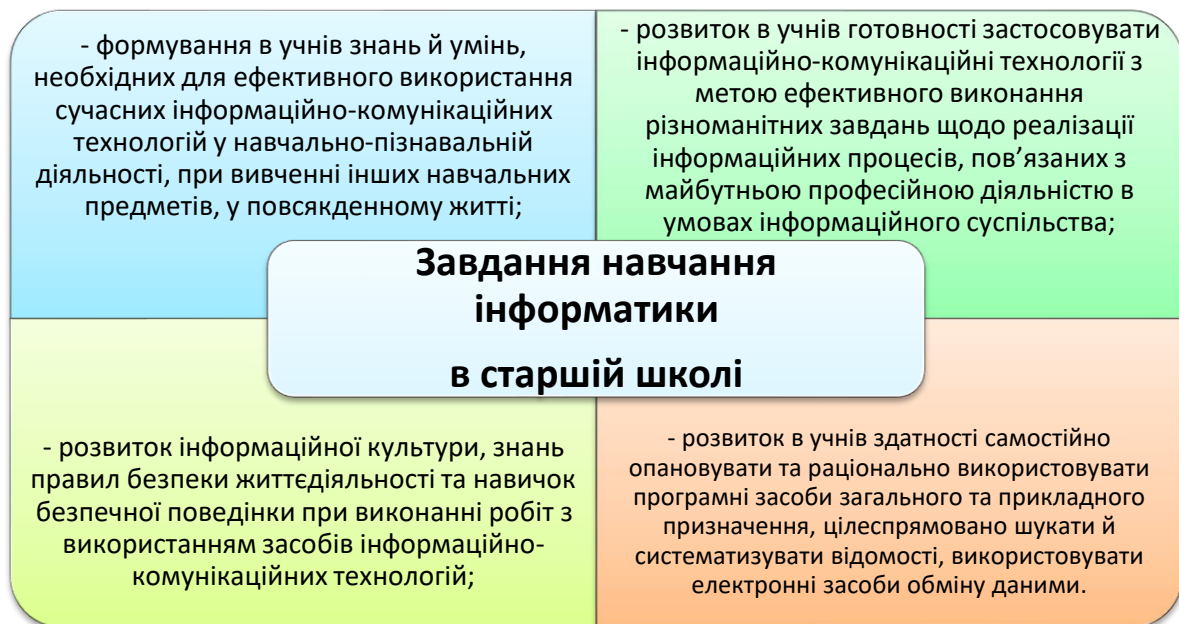 - формування в учнів знань й умінь,
необхідних для ефективного використання
сучасних інформаційно-комунікаційних
технологій у навчально-пізнавальній
діяльності, при вивченні інших навчальних
предметів, у повсякденному житті;
- розвиток в учнів готовності застосовувати
інформаційно-комунікаційні технології з
метою ефективного виконання
різноманітних завдань щодо реалізації
інформаційних процесів, пов’язаних з
майбутньою професійною діяльністю в
умовах інформаційного суспільства;
Завдання навчання
інформатики
в старшій школі
- розвиток інформаційної культури, знань
правил безпеки життєдіяльності та навичок
безпечної поведінки при виконанні робіт з
використанням засобів інформаційно-
комунікаційних технологій;
- розвиток в учнів здатності самостійно
опановувати та раціонально використовувати
програмні засоби загального та прикладного
призначення, цілеспрямовано шукати й
систематизувати відомості, використовувати
електронні засоби обміну даними.